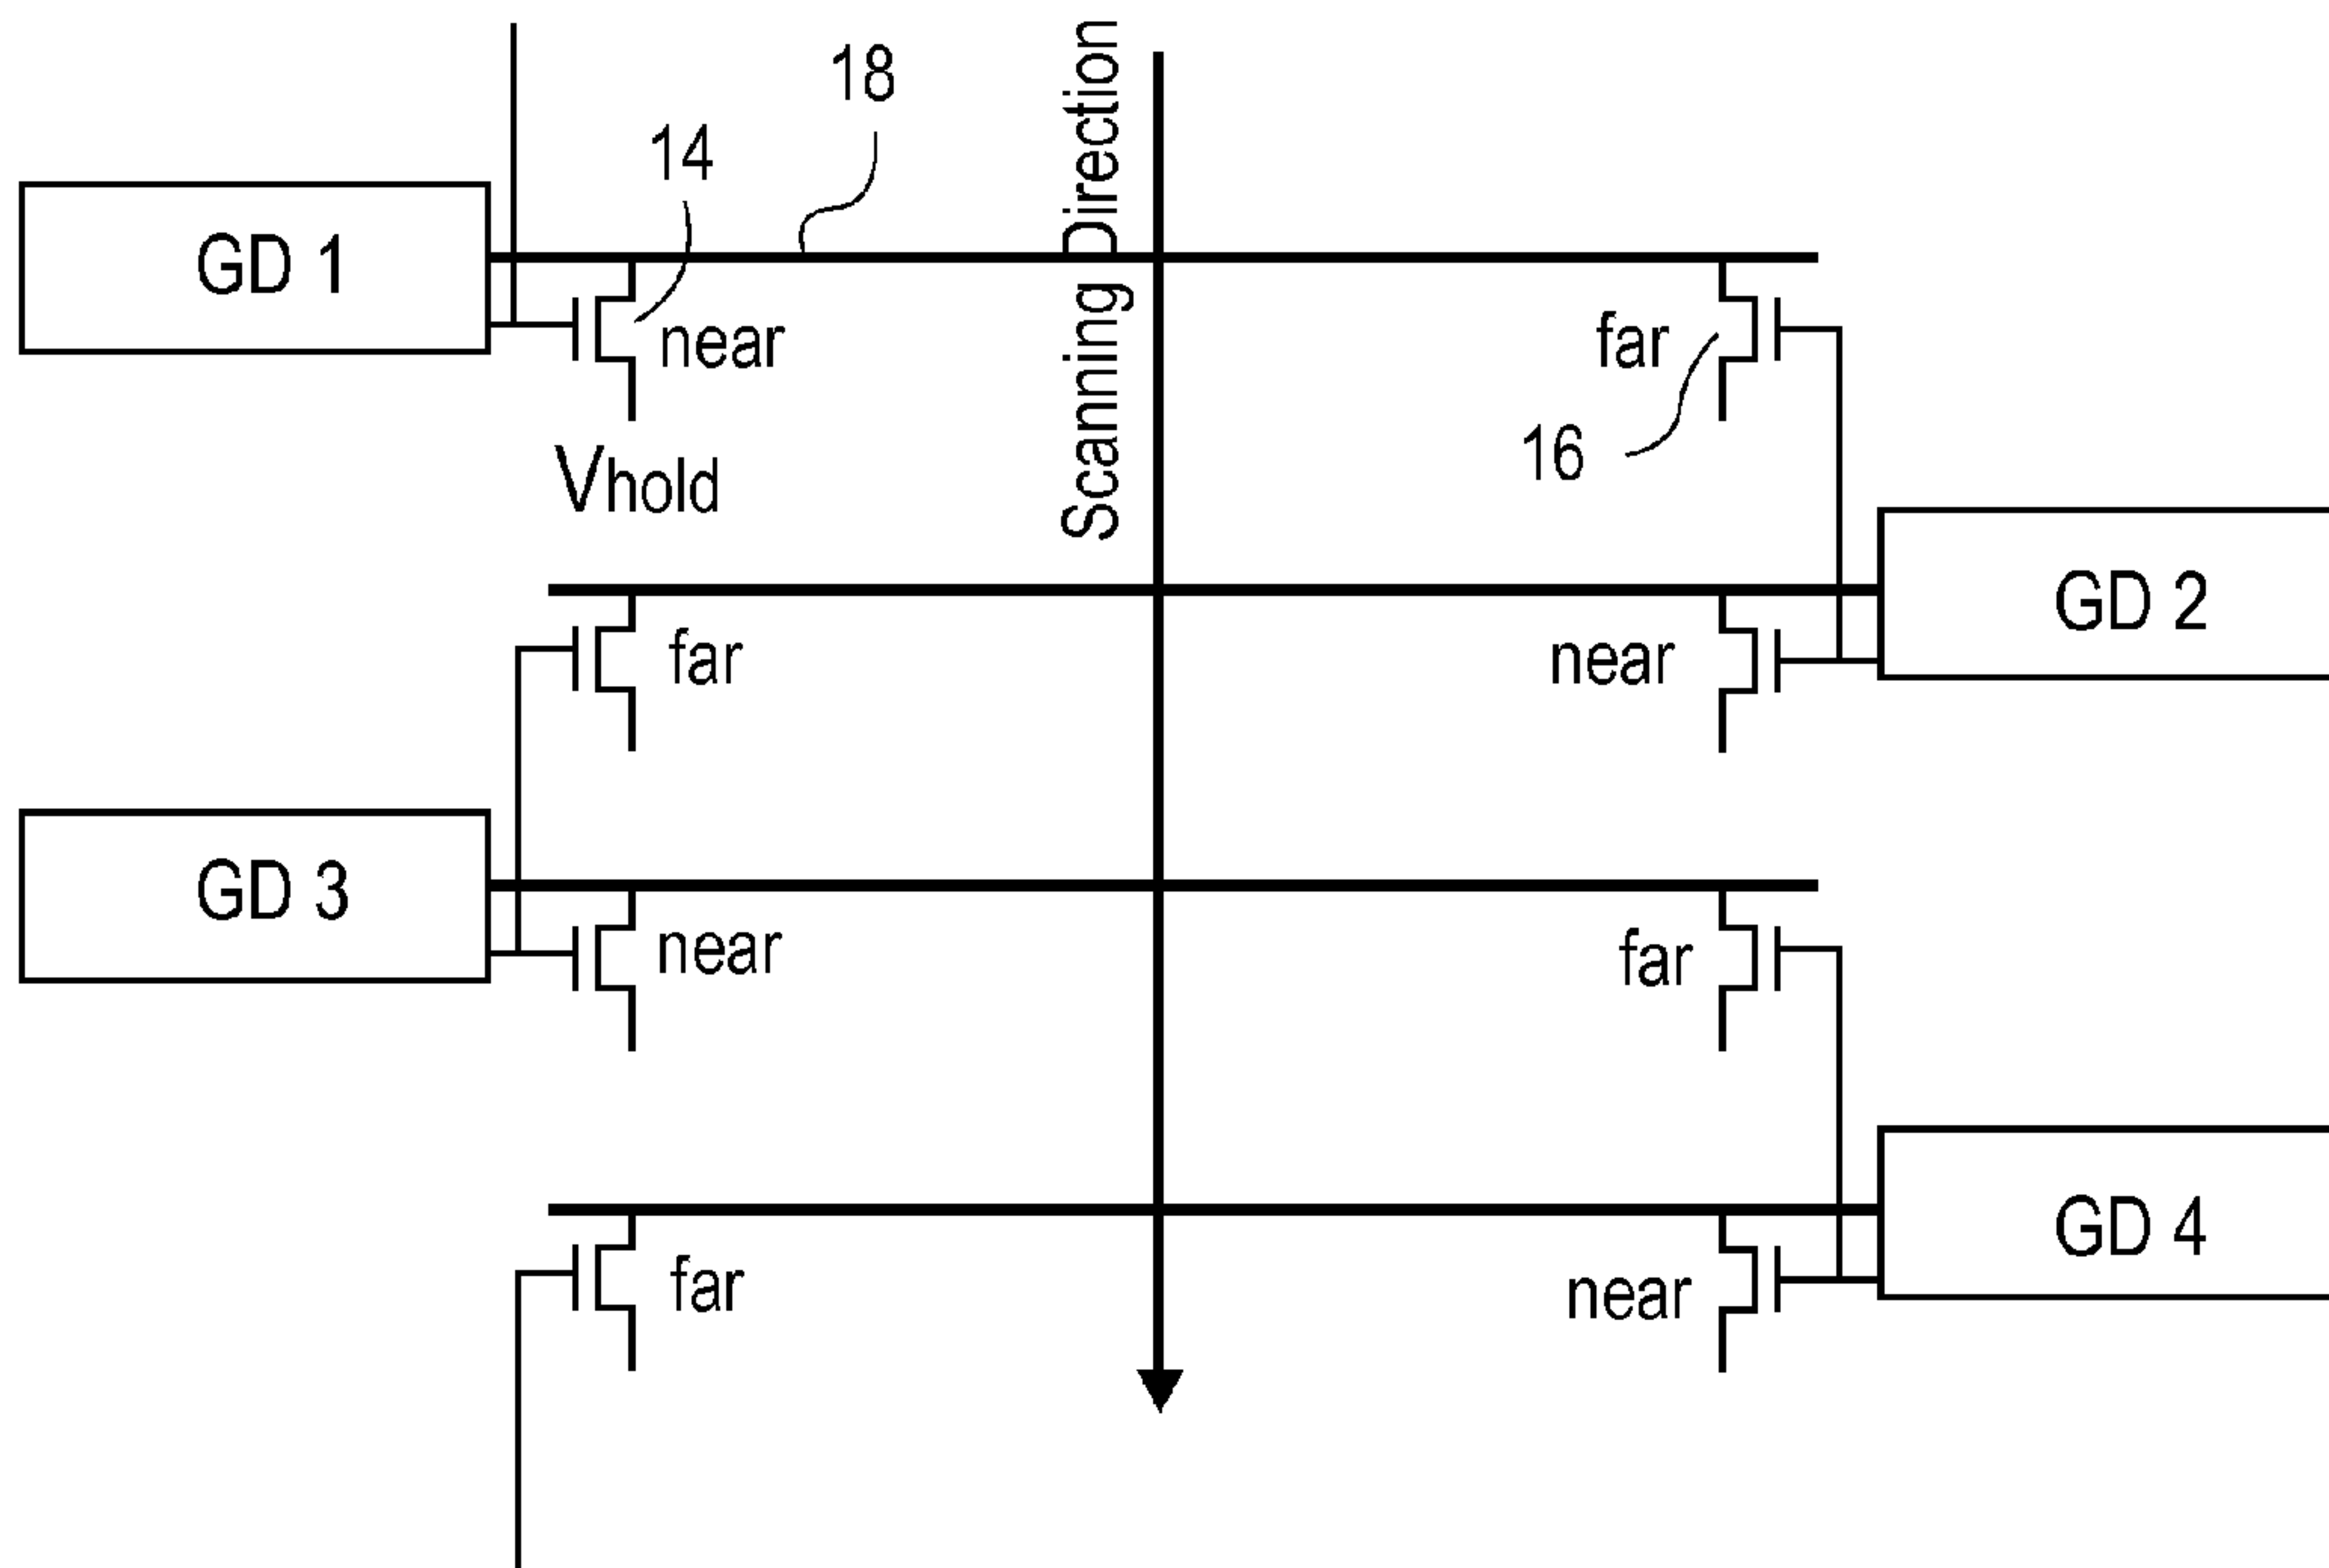 18
Scanning Direction
14
GD 1
near
far
16
Vhold
GD 2
far
near
GD 3
near
far
GD 4
far
near